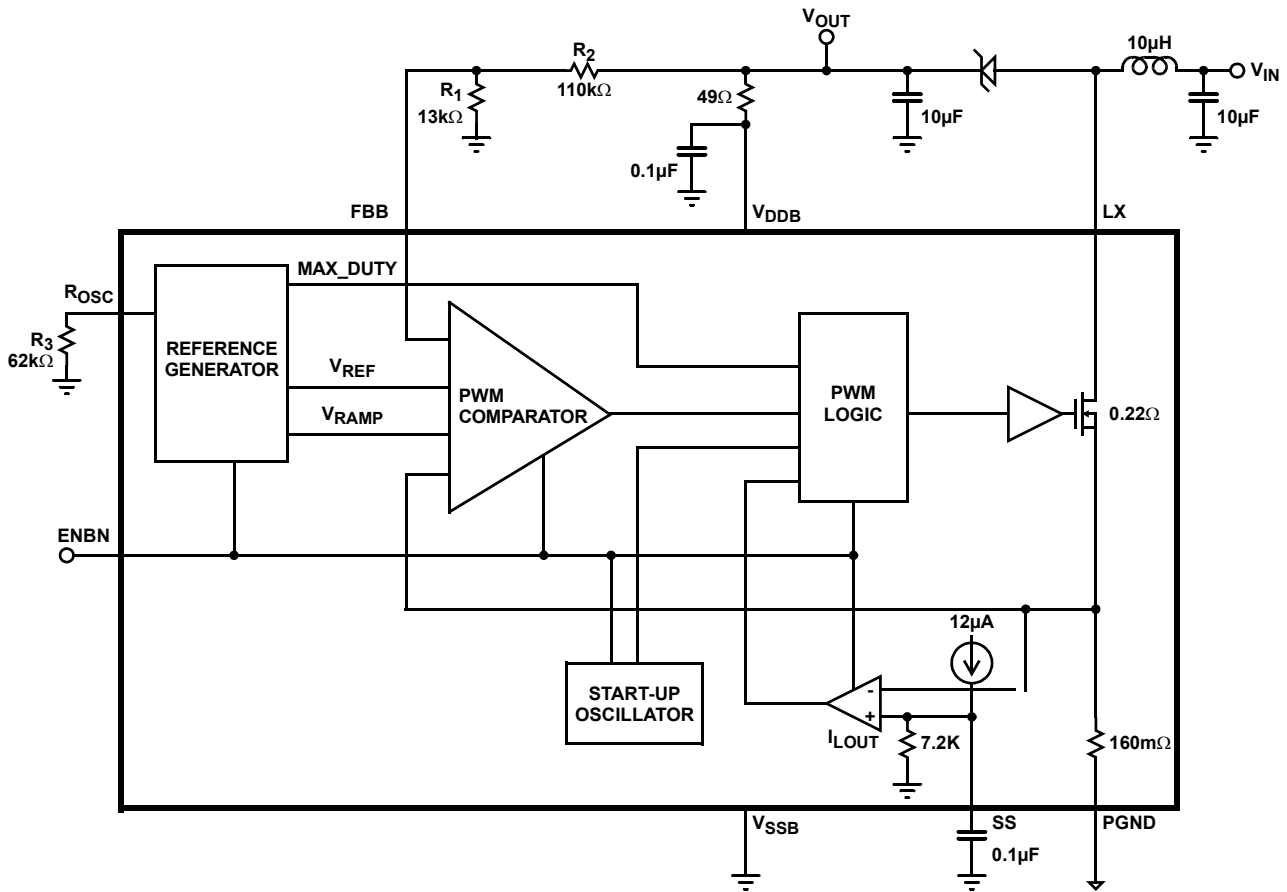 VOUT
R2
110kΩ
R1
13kΩ
49Ω
0.1µF
10µF
10µH
VIN
10µF
FBB
VDDB
LX
MAX_DUTY
ROSC
R3
62kΩ
REFERENCE
GENERATOR
VREF
VRAMP
PWM
COMPARATOR
PWM
LOGIC
0.22Ω
ENBN
12µA
START-UP
OSCILLATOR
-
+
ILOUT
7.2K
160mΩ
VSSB
SS
0.1µF
PGND